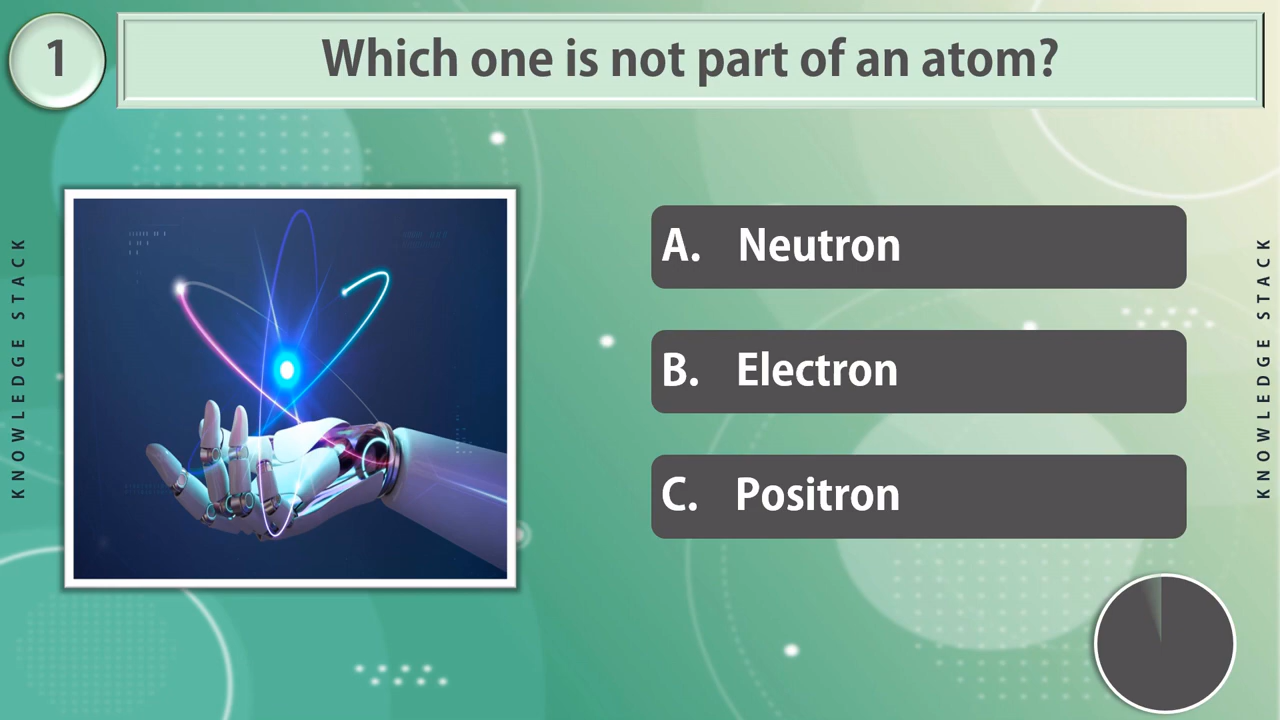 1
Which one is not part of an atom?
KNOWLEDGE STACK
A. Neutron
B. Electron
C. Positron
KNOWLEDGE STACK